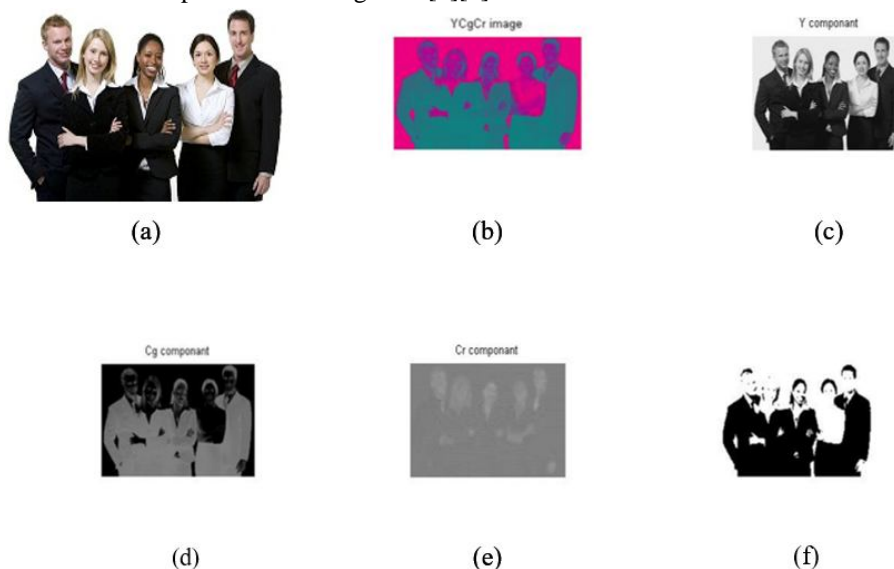 YCgCr image
Y componant
(a)
(b)
(c)
Cg componant
Cr componant
(d)
(e)
(f)